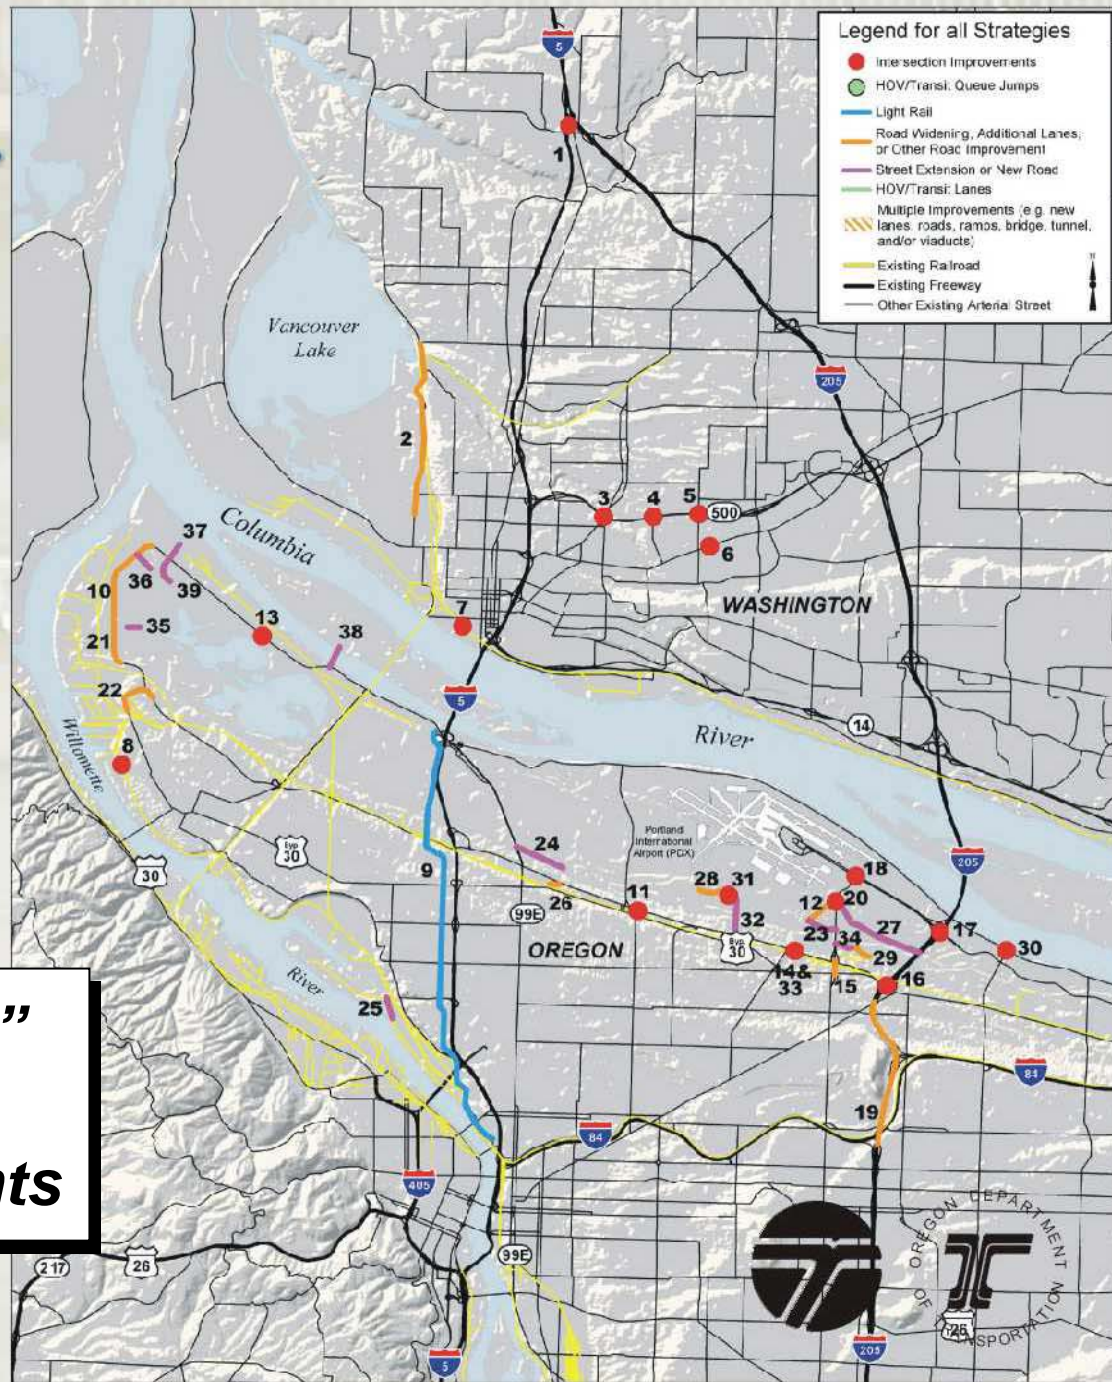 Legend for all Strategies
Intersection Improvements
HOV/Transit Queue Jumps
Light Rail
Road Widening, Additional Lanes,
or Other Road Improvement
Street Extension or New Road
HOV/Transit Lanes
Multiple Improvements (e.g. new
lanes, roads, ramps, bridge, tunnel,
and/or viaducts)
Existing Railroad
Existing Freeway
Other Existing Arterial Street
N
5
1
Vancouver
Lake
205
2
3
4
5
500
6
Columbia
37
36
39
10
35
21
13
38
7
WASHINGTON
22
5
14
River
8
Willamette
30
Byp
30
9
24
26
99E
11
Portland
International
Airport (PDX)
28
31
32
Byp
30
18
20
12
23
27
34
29
17
30
205
OREGON
14&
33
15
16
River
25
19
84
84
”
nts
405
217
26
99E
5
205
26
OREGON DEPARTMENT
OF TRANSPORTATION